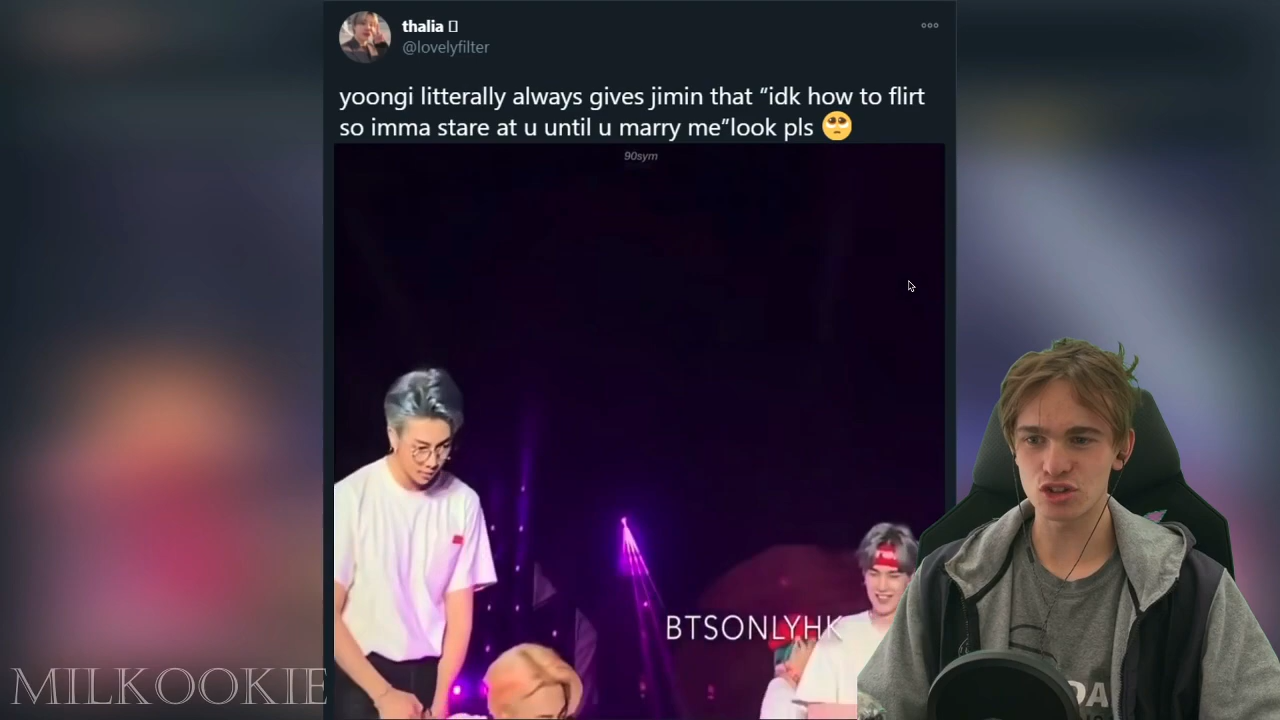 thalia
@lovelyfilter
yoongi litterally always gives jimin that “idk how to flirt
so imma stare at u until u marry me”look pls 🥺
90sym
BTSONLYHK
MILKOOKIE